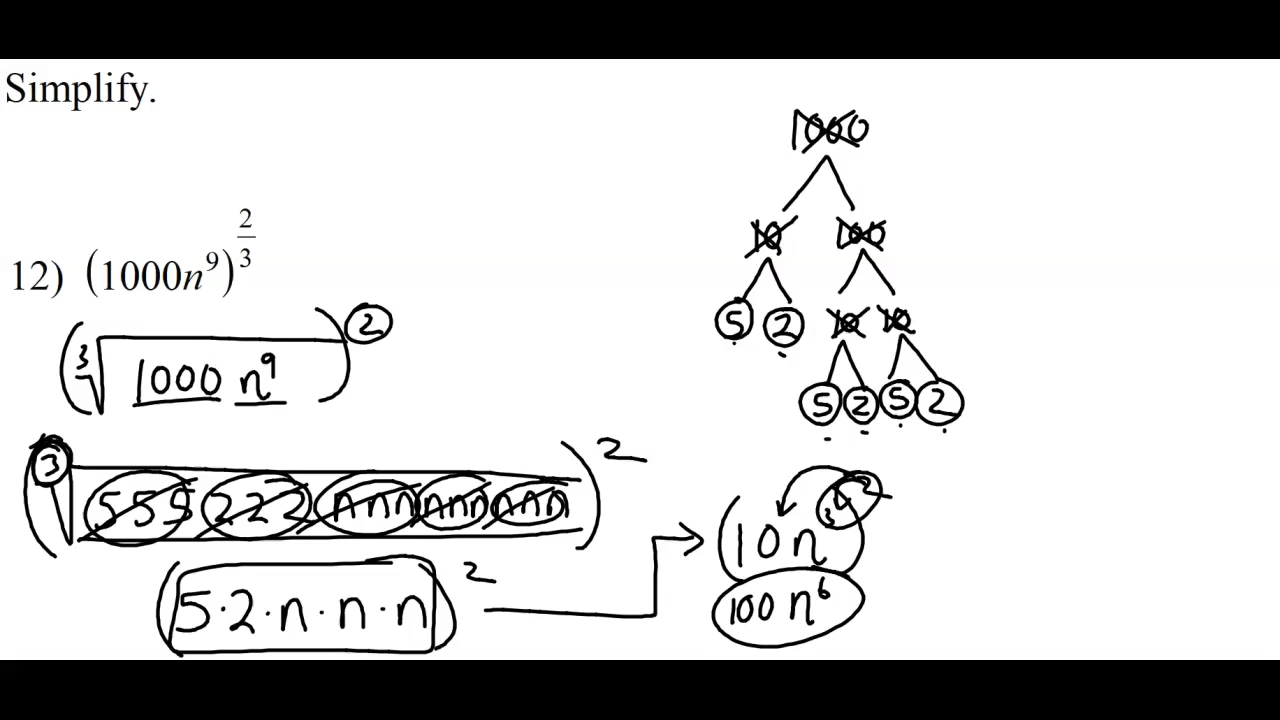 Simplify.
1000
10 100
12) (1000n⁹)^(2/3)
5 2 10 10
(∛(1000 n⁹))²
5 2 5 2
(∛(555 222 nnn nnn nnn))²
(10n³)²
(5·2·n·n·n)²
100n⁶